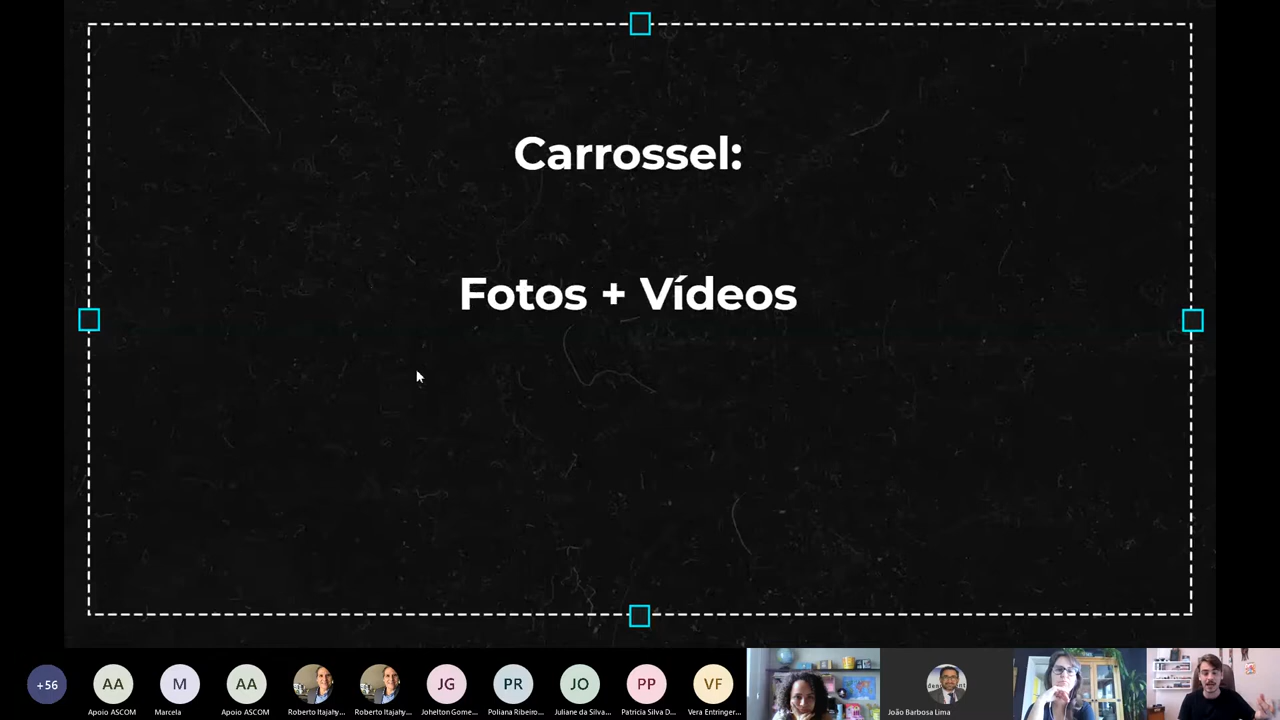 Carrossel:
Fotos + Vídeos
+56
AA
M
AA
JG
PR
JO
PP
VF
Apoio ASCOM
Marcela
Apoio ASCOM
Roberto Itajahy...
Roberto Itajahy...
Johelton Gome...
Poliana Ribeiro...
Juliane da Silva...
Patricia Silva D...
Vera Entringer...
João Barbosa Lima